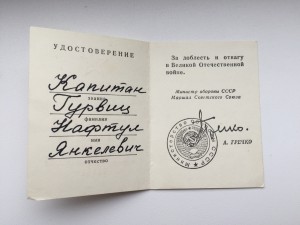 УДОСТОВЕРЕНИЕ
Капитан
звание
Гурвиц
фамилия
Нафтул
имя
Янкелевич
отчество
За доблесть и отвагу
в Великой Отечественной
войне.
Министр обороны СССР
Маршал Советского Союза
А. ГРЕЧКО